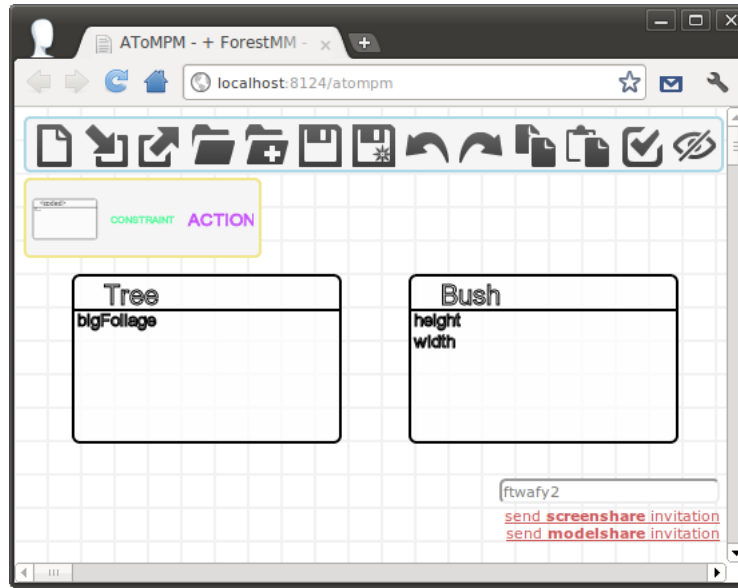 AToMPM - + ForestMM -
localhost:8124/atompm
CONSTRAINT ACTION
Tree
bigFoliage
Bush
height
width
ftwafy2
send screenshare invitation
send modelshare invitation